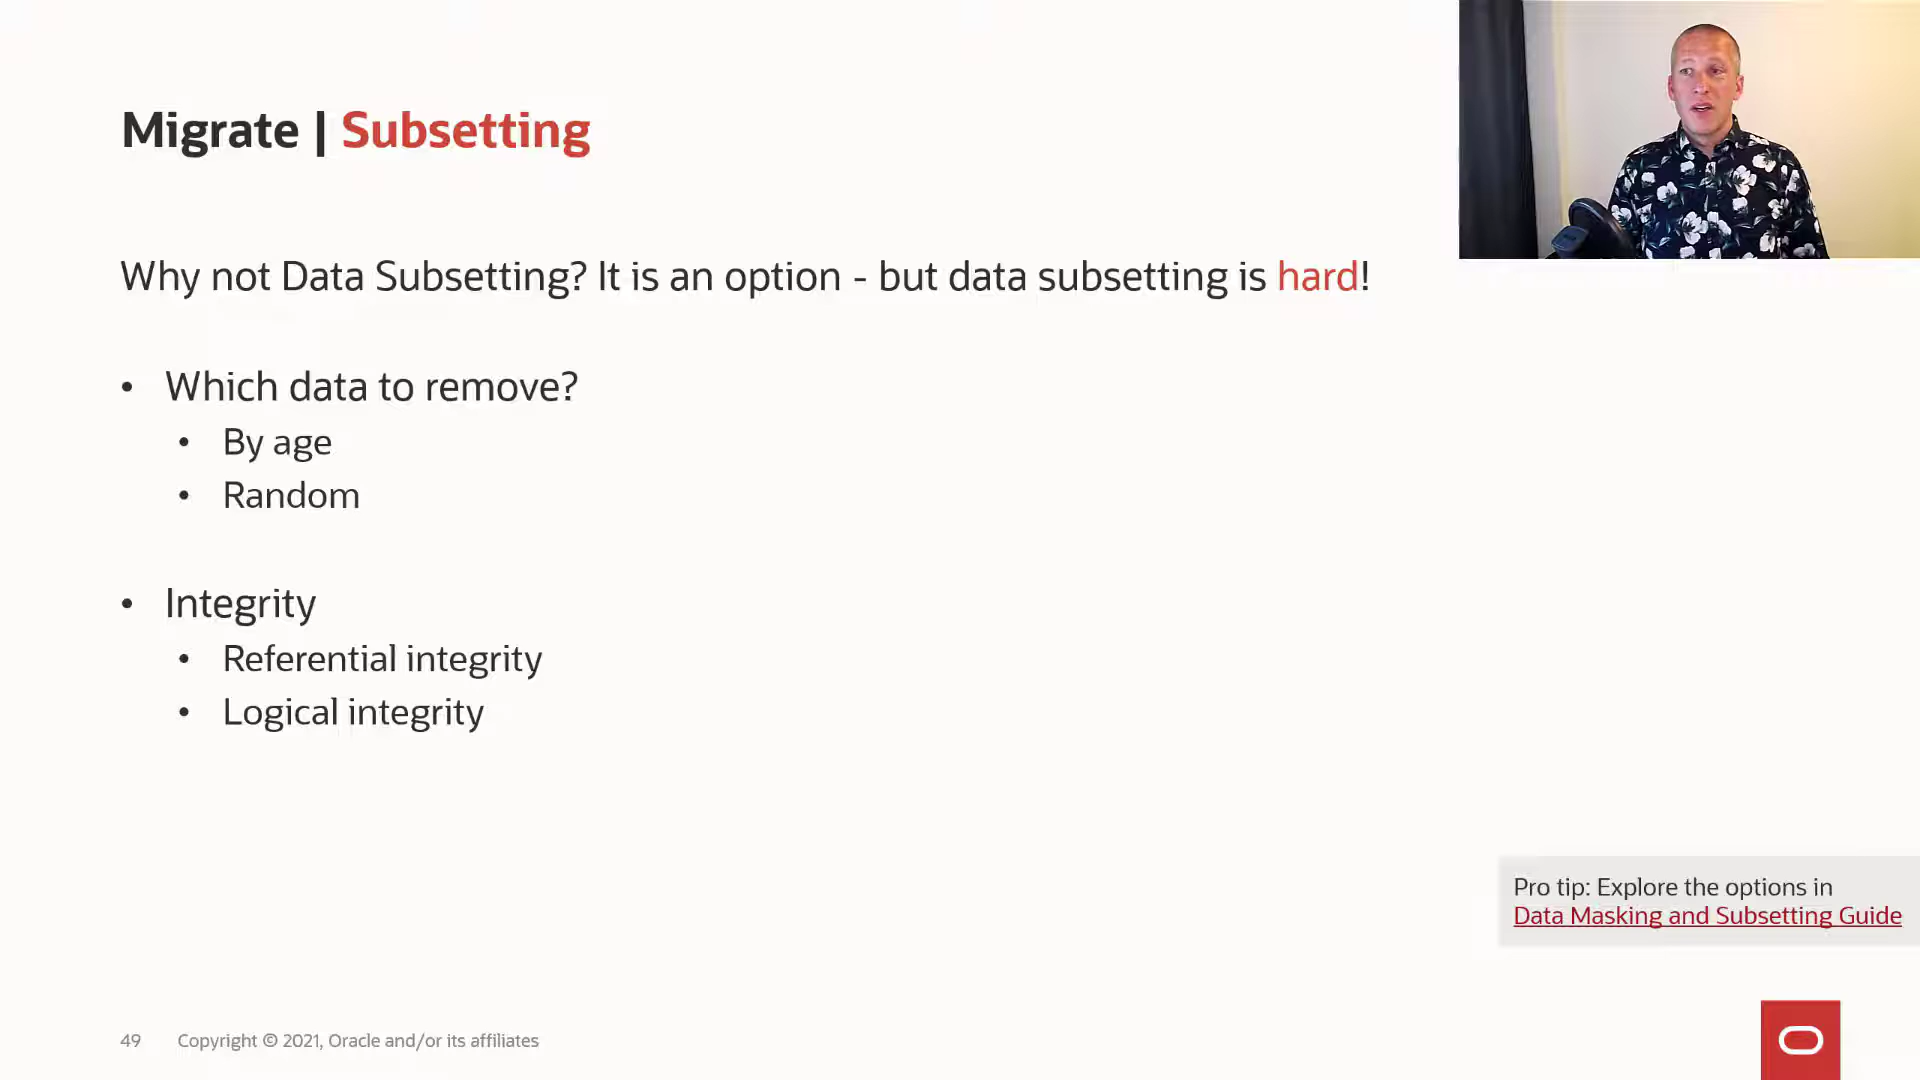 Migrate | Subsetting
Why not Data Subsetting? It is an option - but data subsetting is hard!
• Which data to remove?
• By age
• Random
• Integrity
• Referential integrity
• Logical integrity
Pro tip: Explore the options in
Data Masking and Subsetting Guide
49 Copyright © 2021, Oracle and/or its affiliates